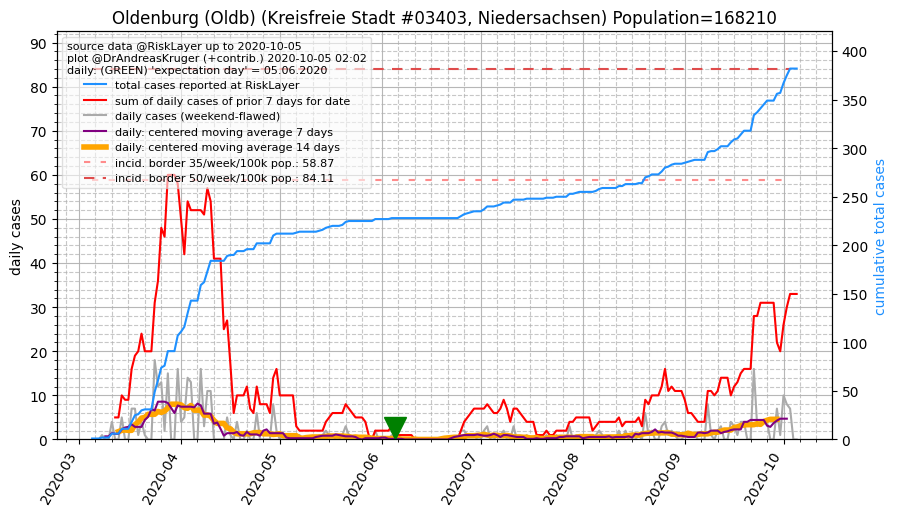 Oldenburg (Oldb) (Kreisfreie Stadt #03403, Niedersachsen) Population=168210
source data @RiskLayer up to 2020-10-05
plot @DrAndreasKruger (+contrib.) 2020-10-05 02:02
daily: (GREEN) 'expectation day' = 05.06.2020
total cases reported at RiskLayer
sum of daily cases of prior 7 days for date
daily cases (weekend-flawed)
daily: centered moving average 7 days
daily: centered moving average 14 days
incid. border 35/week/100k pop.: 58.87
incid. border 50/week/100k pop.: 84.11
daily cases
90
80
70
60
50
40
30
20
10
0
cumulative total cases
400
350
300
250
200
150
100
50
0
2020-03
2020-04
2020-05
2020-06
2020-07
2020-08
2020-09
2020-10